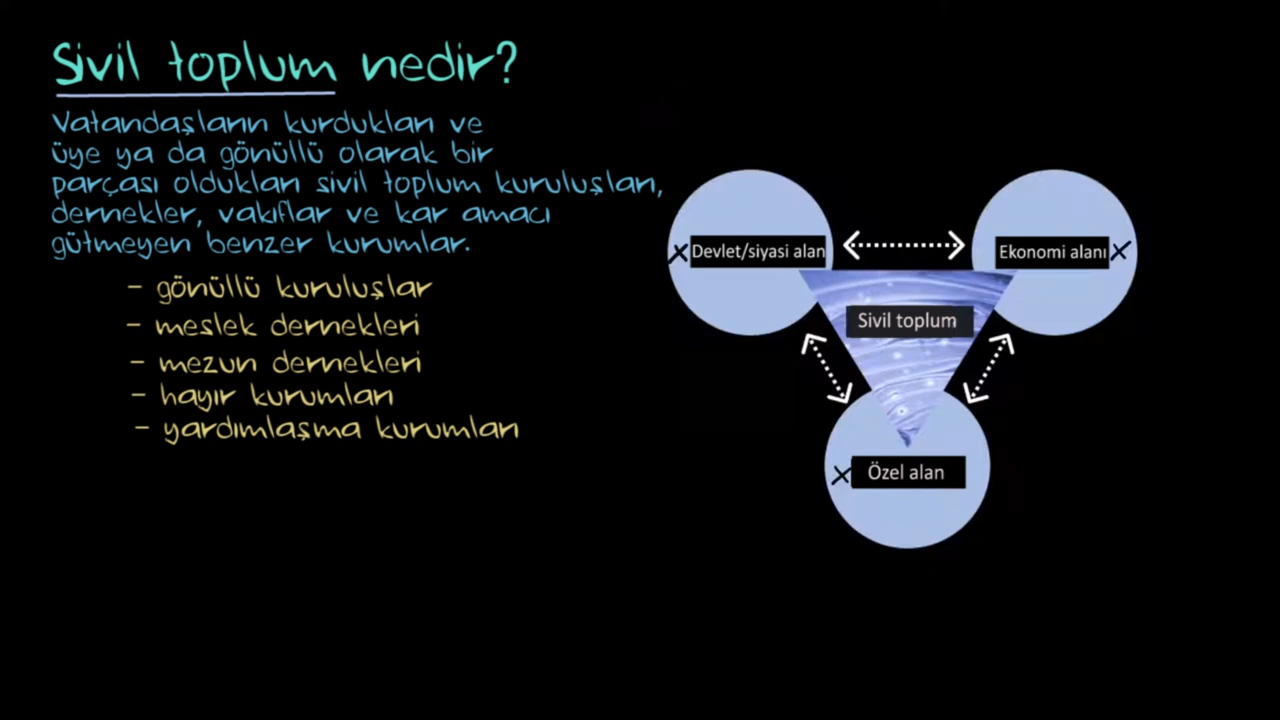 Sivil toplum nedir?
Vatandaşların kurdukları ve
üye ya da gönüllü olarak bir
parçası oldukları sivil toplum kuruluşları,
dernekler, vakıflar ve kar amacı
gütmeyen benzer kurumlar.
- gönüllü kuruluşlar
- meslek dernekleri
- mezun dernekleri
- hayır kurumları
- yardımlaşma kurumları
Devlet/siyasi alan
Ekonomi alanı
Sivil toplum
Özel alan